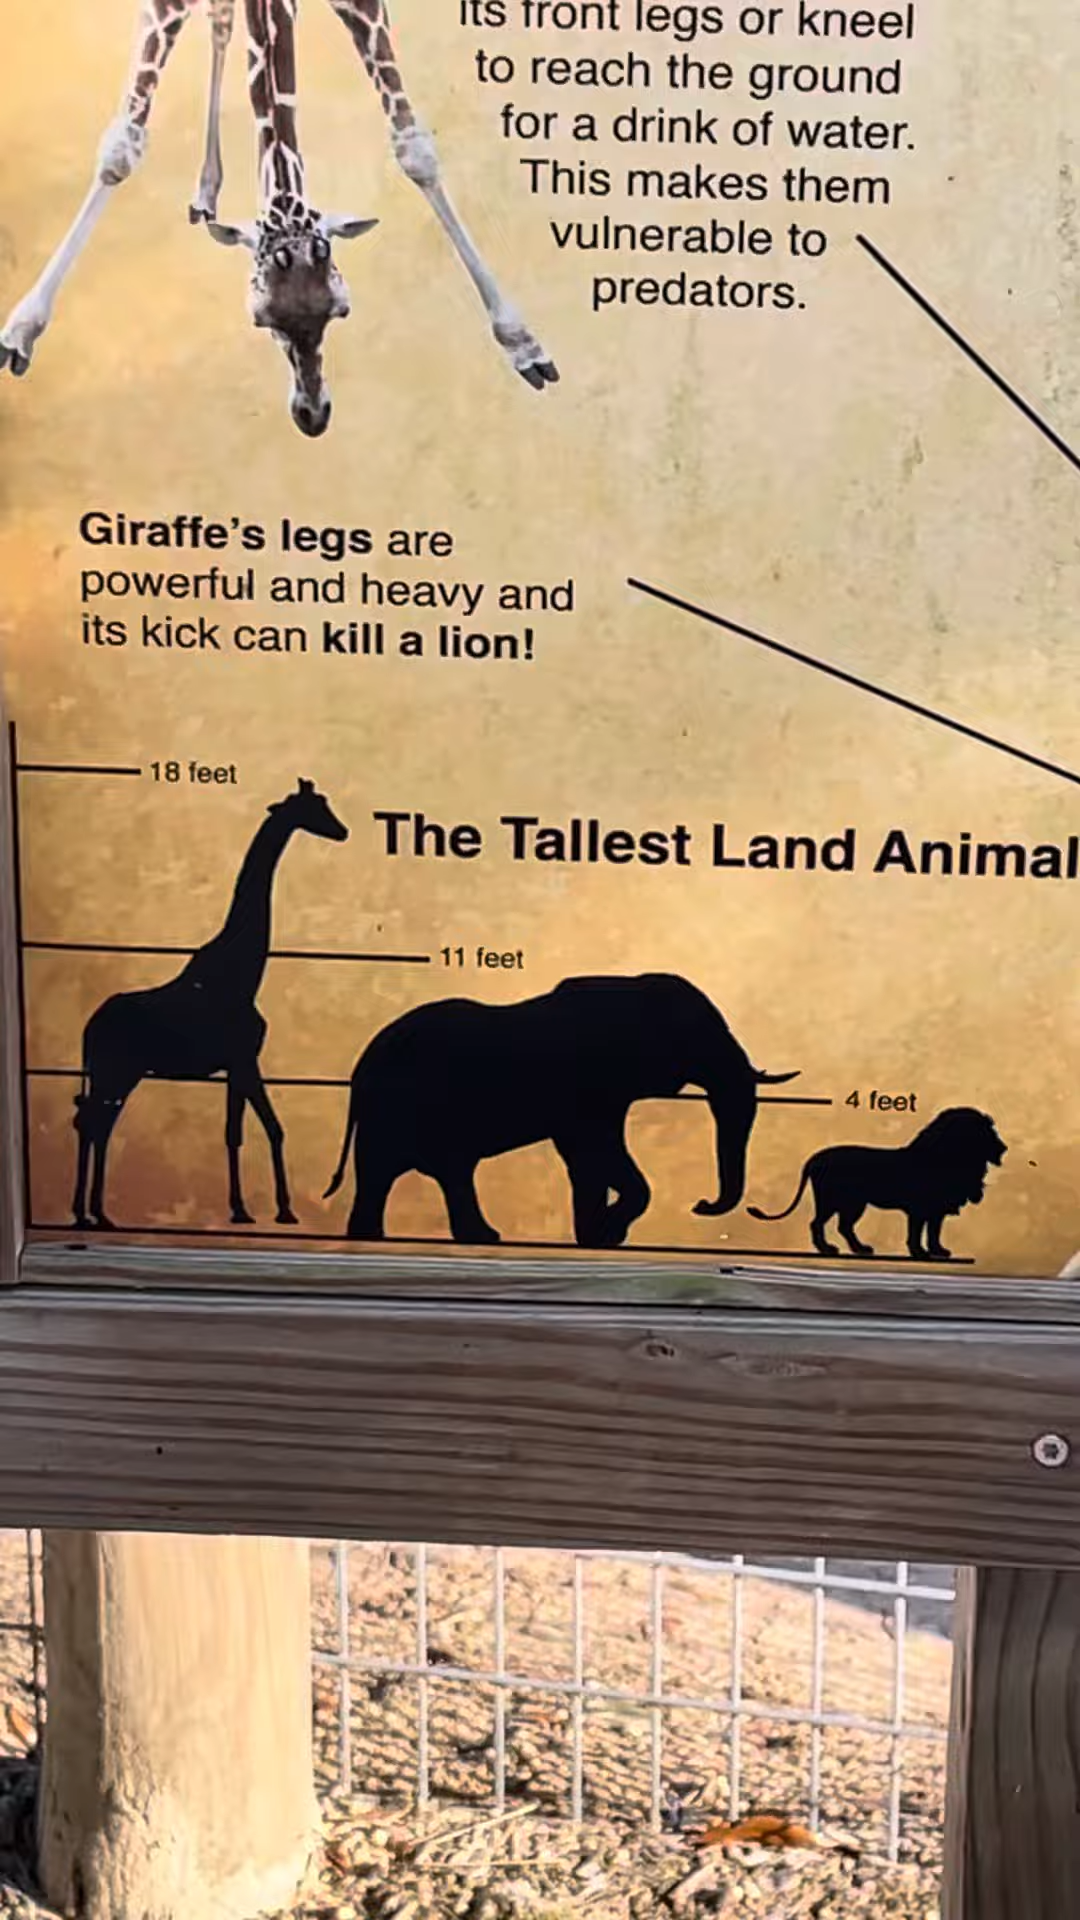 its front legs or kneel
to reach the ground
for a drink of water.
This makes them
vulnerable to
predators.
Giraffe's legs are
powerful and heavy and
its kick can kill a lion!
18 feet
The Tallest Land Animal
11 feet
4 feet